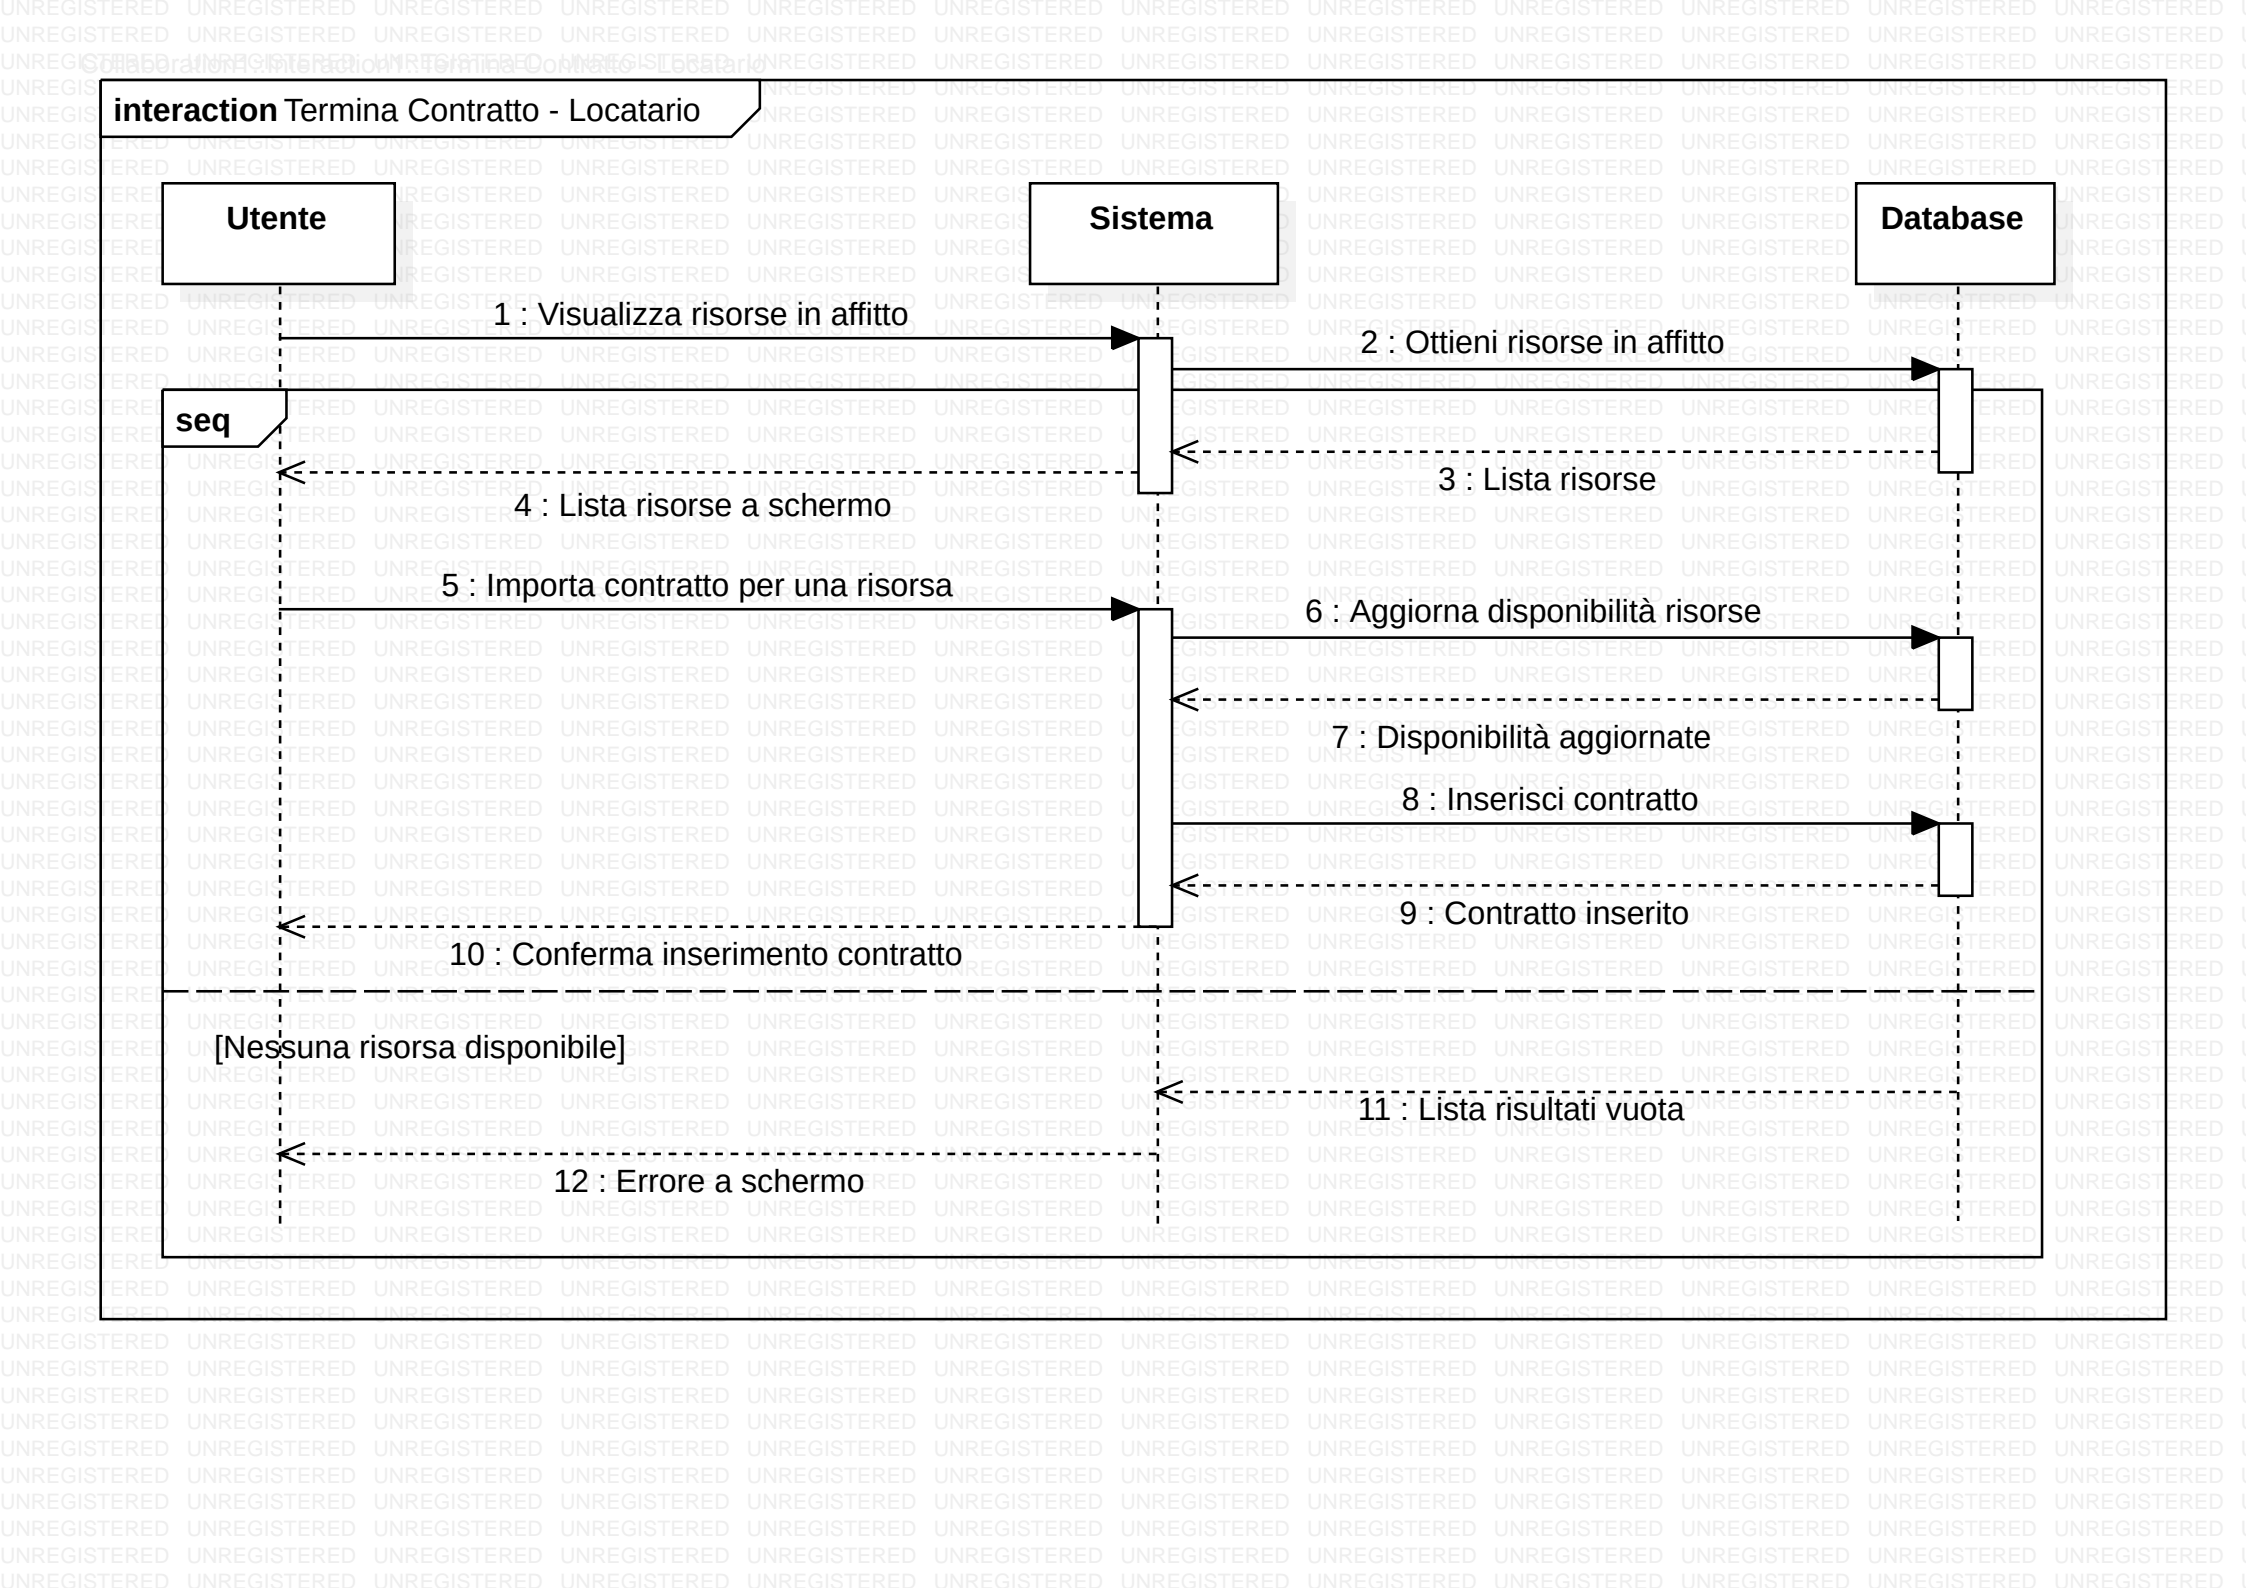 interaction Termina Contratto - Locatario
Utente
Sistema
Database
1 : Visualizza risorse in affitto
2 : Ottieni risorse in affitto
seq
3 : Lista risorse
4 : Lista risorse a schermo
5 : Importa contratto per una risorsa
6 : Aggiorna disponibilità risorse
7 : Disponibilità aggiornate
8 : Inserisci contratto
9 : Contratto inserito
10 : Conferma inserimento contratto
[Nessuna risorsa disponibile]
11 : Lista risultati vuota
12 : Errore a schermo
UNREGISTERED